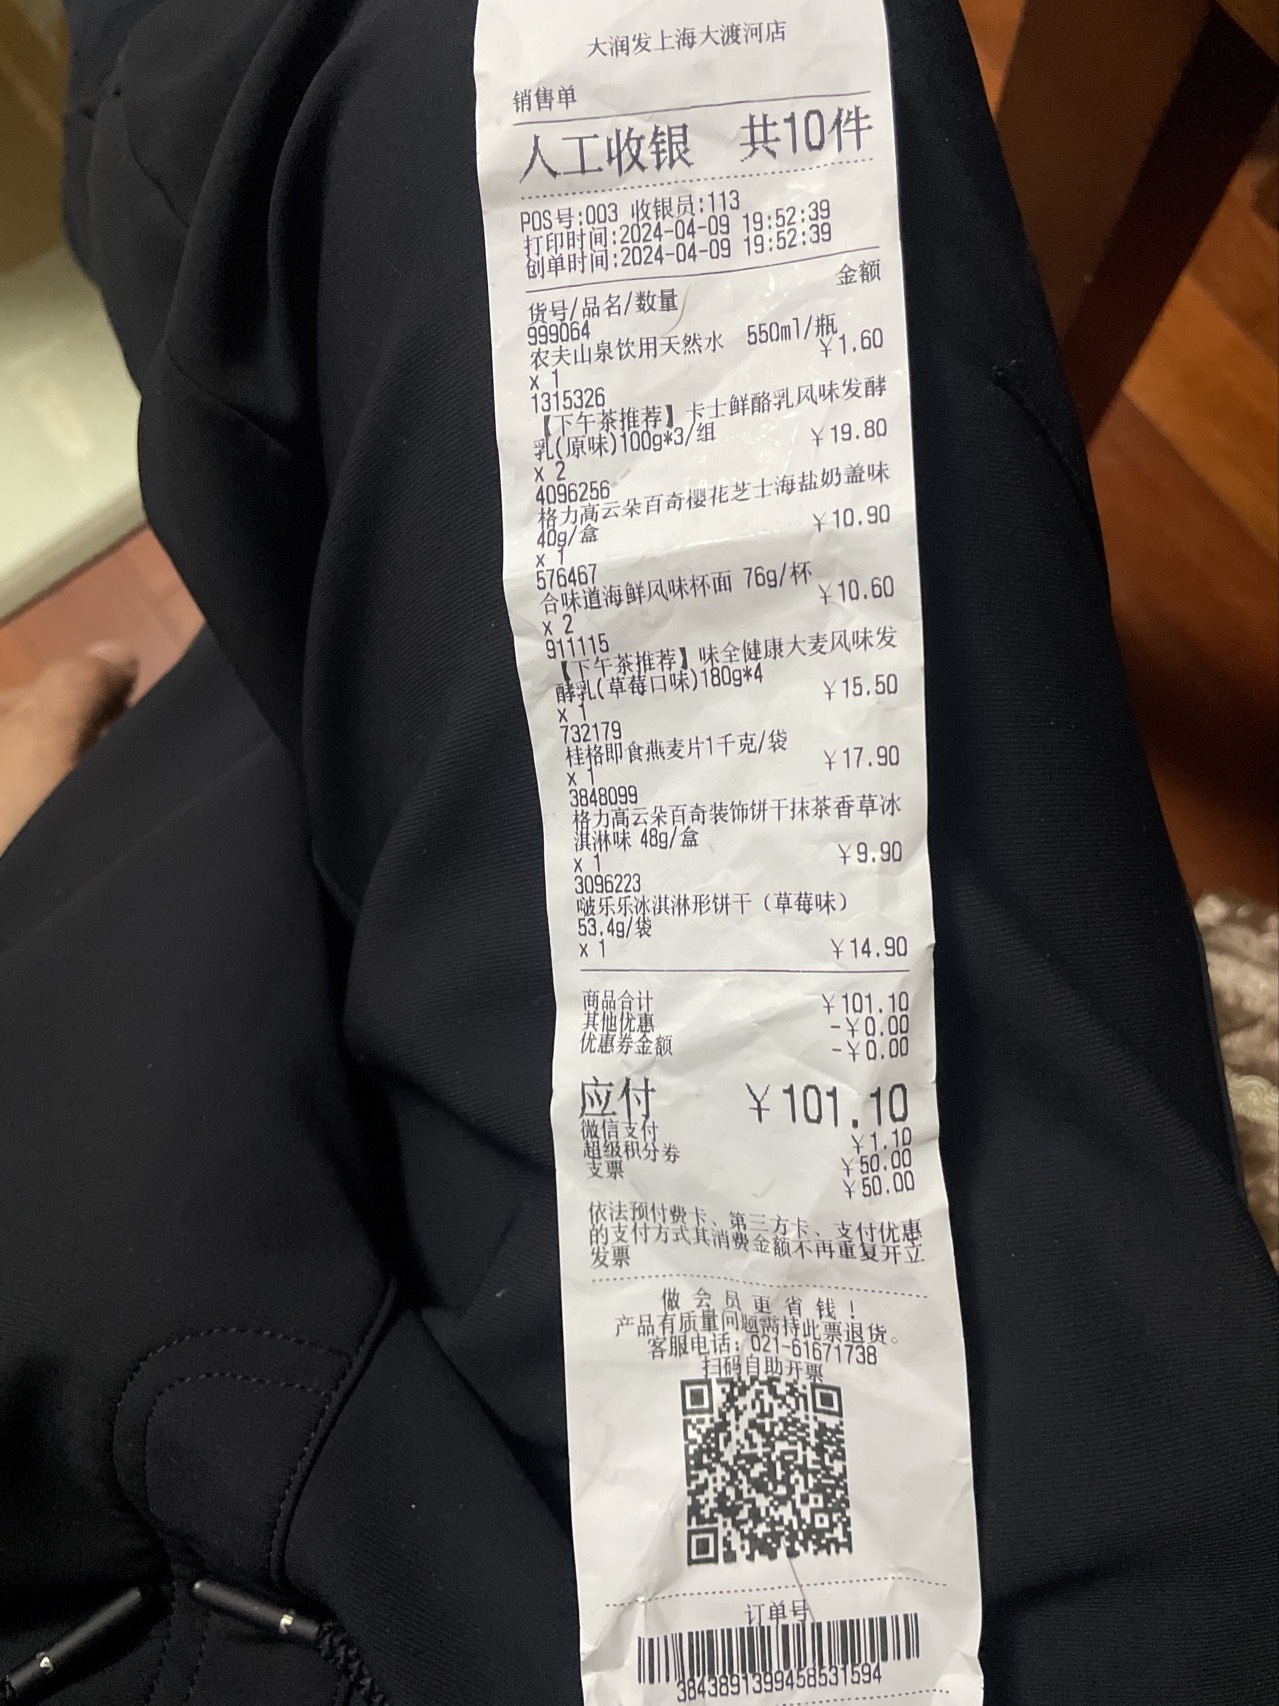 大润发上海大渡河店
销售单
人工收银 共10件
POS号:003 收银员:113
打印时间:2024-04-09 19:52:39
创单时间:2024-04-09 19:52:39
货号/品名/数量 金额
999064
农夫山泉饮用天然水 550ml/瓶
￥1.60
x 1
1315326
【下午茶推荐】卡士鲜酪乳风味发酵
乳(原味)100g*3/组 ￥19.80
x 2
4096256
格力高云朵百奇樱花芝士海盐奶盖味
40g/盒 ￥10.90
x 1
576467
合味道海鲜风味杯面 76g/杯
￥10.60
x 2
911115
【下午茶推荐】味全健康大麦风味发
酵乳(草莓口味)180g*4 ￥15.50
x 1
732179
桂格即食燕麦片1千克/袋
￥17.90
x 1
3848099
格力高云朵百奇装饰饼干抹茶香草冰
淇淋味 48g/盒 ￥9.90
x 1
3096223
啵乐乐冰淇淋形饼干（草莓味）
53.4g/袋
x 1 ￥14.90
商品合计 ￥101.10
其他优惠 -￥0.00
优惠券金额 -￥0.00
应付 ￥101.10
微信支付 ￥1.10
超级积分券 ￥50.00
支票 ￥50.00
依法预付费卡、第三方卡、支付优惠
的支付方式其消费金额不再重复开立
发票
做会员更省钱！
产品有质量问题需持此票退货。
客服电话：021-61671738
扫码自助开票
订单号
3843891399458531594